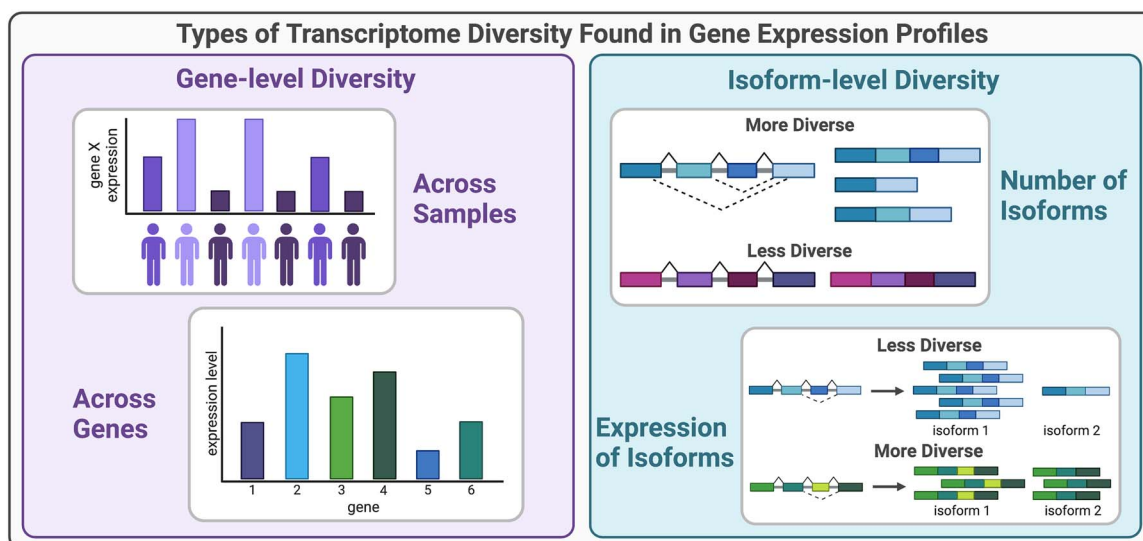 Types of Transcriptome Diversity Found in Gene Expression Profiles
Gene-level Diversity
gene X
expression
Across
Samples
Across
Genes
expression level
1 2 3 4 5 6
gene
Isoform-level Diversity
More Diverse
Less Diverse
Number of
Isoforms
Expression
of Isoforms
Less Diverse
isoform 1 isoform 2
More Diverse
isoform 1 isoform 2